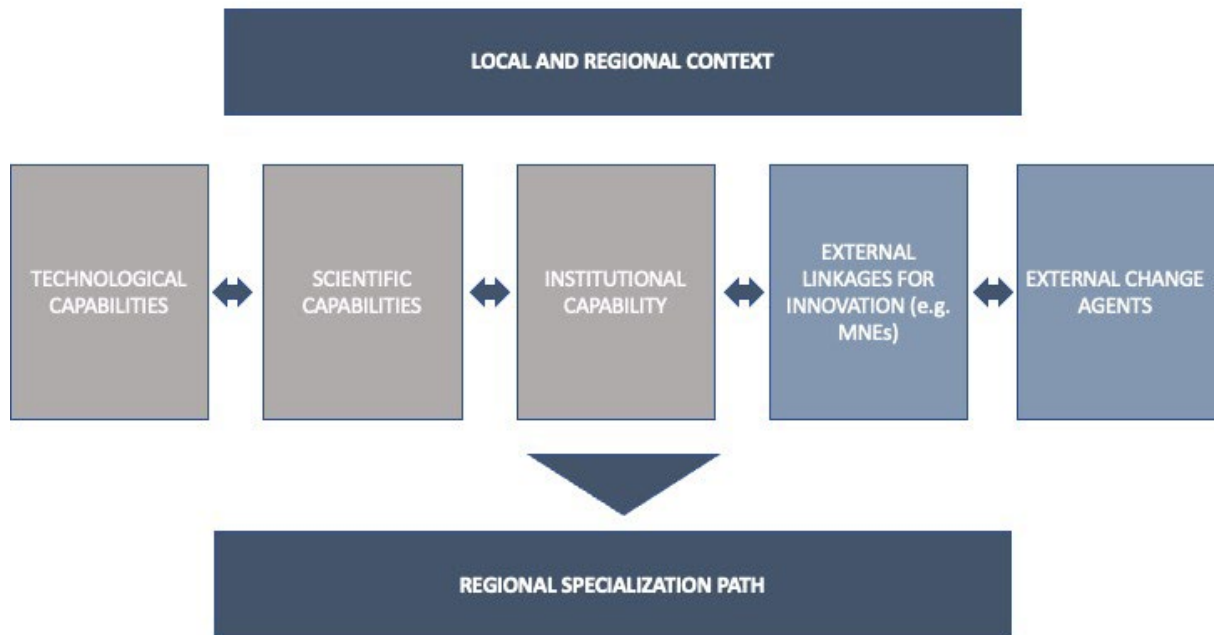 LOCAL AND REGIONAL CONTEXT
TECHNOLOGICAL
CAPABILITIES
SCIENTIFIC
CAPABILITIES
INSTITUTIONAL
CAPABILITY
EXTERNAL
LINKAGES FOR
INNOVATION (e.g.
MNEs)
EXTERNAL CHANGE
AGENTS
REGIONAL SPECIALIZATION PATH